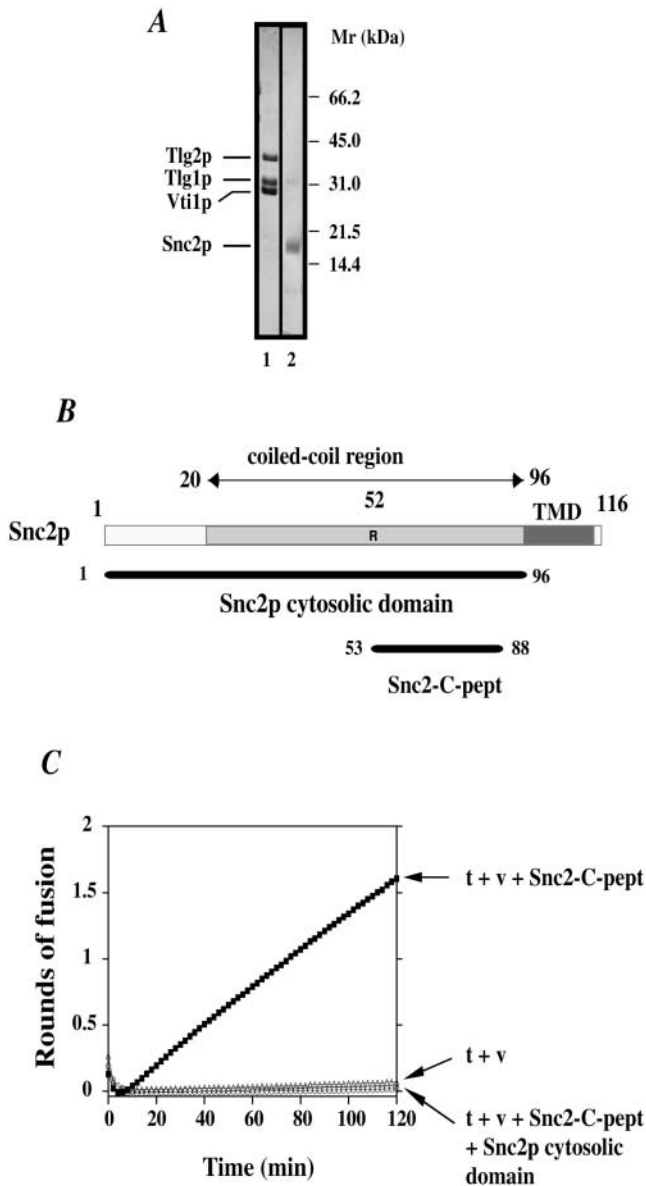 A
Mr (kDa)
66.2
45.0
Tlg2p
Tlg1p
31.0
Vti1p
21.5
Snc2p
14.4
1 2
B
coiled-coil region
20 96
1 52 TMD 116
Snc2p R
1 96
Snc2p cytosolic domain
53 88
Snc2-C-pept
C
2
1.5
1
0.5
0
Rounds of fusion
0 20 40 60 80 100 120
Time (min)
t + v + Snc2-C-pept
t + v
t + v + Snc2-C-pept
+ Snc2p cytosolic
domain